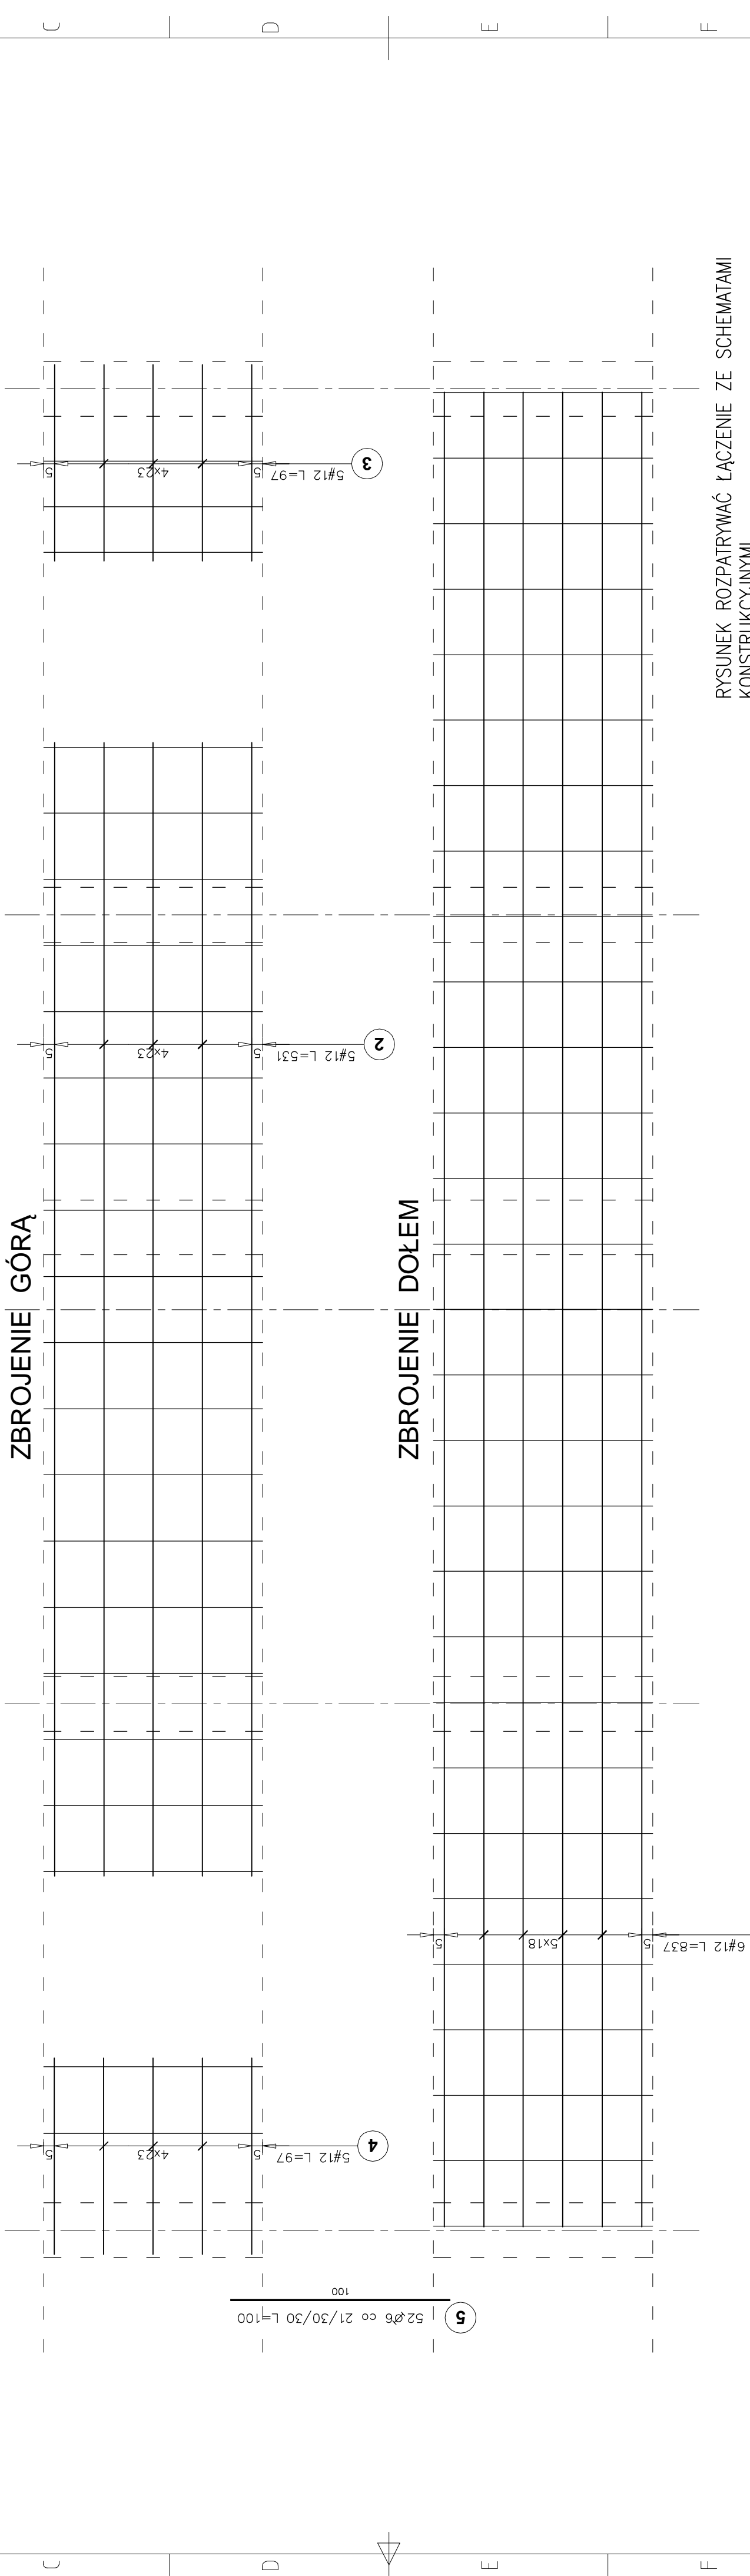 C
D
E
F
RYSUNEK ROZPATRYWAĆ ŁĄCZENIE ZE SCHEMATAMI
KONSTRUKCYJNYMI
5
4x23
5
5#12 L=97
3
5
4x23
5
5#12 L=531
2
ZBROJENIE GÓRĄ
ZBROJENIE DOŁEM
5
5x18
5
6#12 L=837
5
4x23
5
5#12 L=97
4
100
52Ø6 co 21/30/30 L=100
5
C
D
E
F